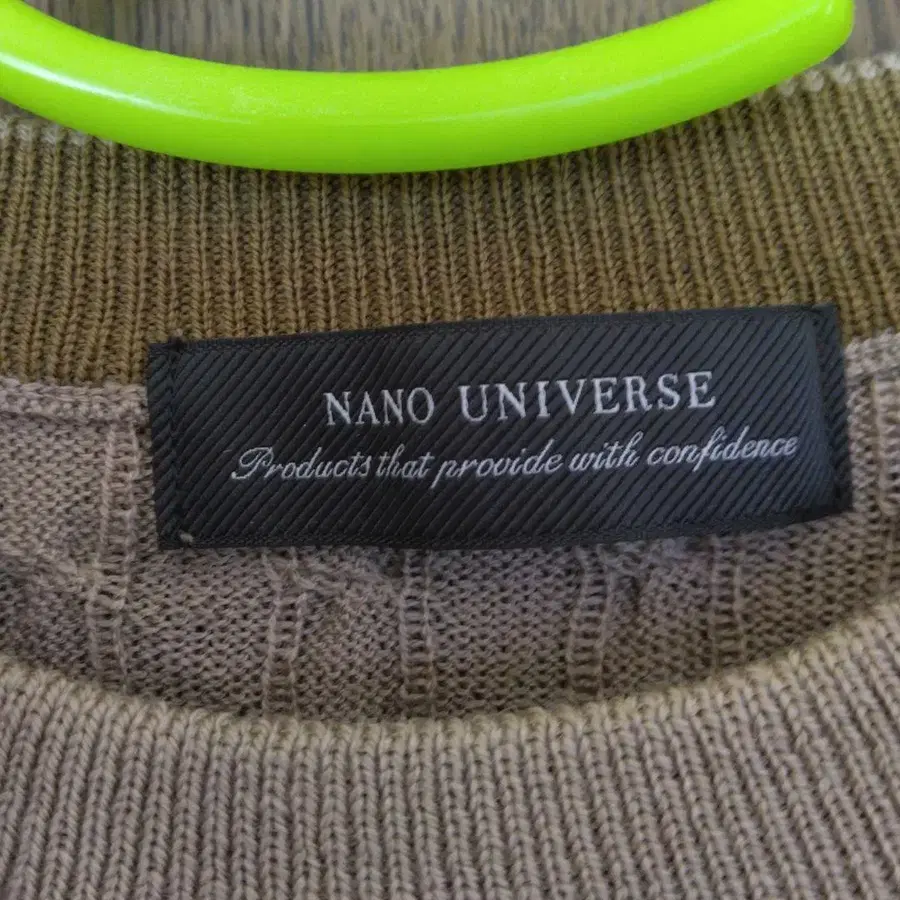 NANO UNIVERSE
Products that provide with confidence